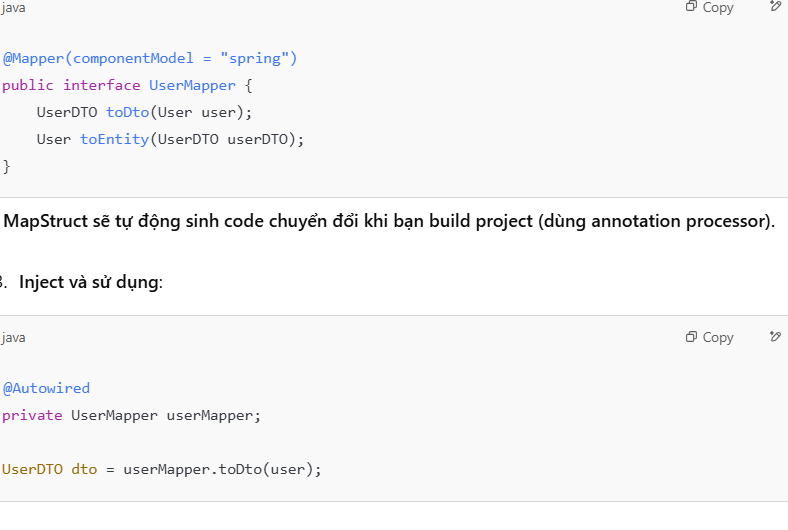 java
Copy
@Mapper(componentModel = "spring")
public interface UserMapper {
    UserDTO toDto(User user);
    User toEntity(UserDTO userDTO);
}
MapStruct sẽ tự động sinh code chuyển đổi khi bạn build project (dùng annotation processor).
3. Inject và sử dụng:
java
Copy
@Autowired
private UserMapper userMapper;
UserDTO dto = userMapper.toDto(user);